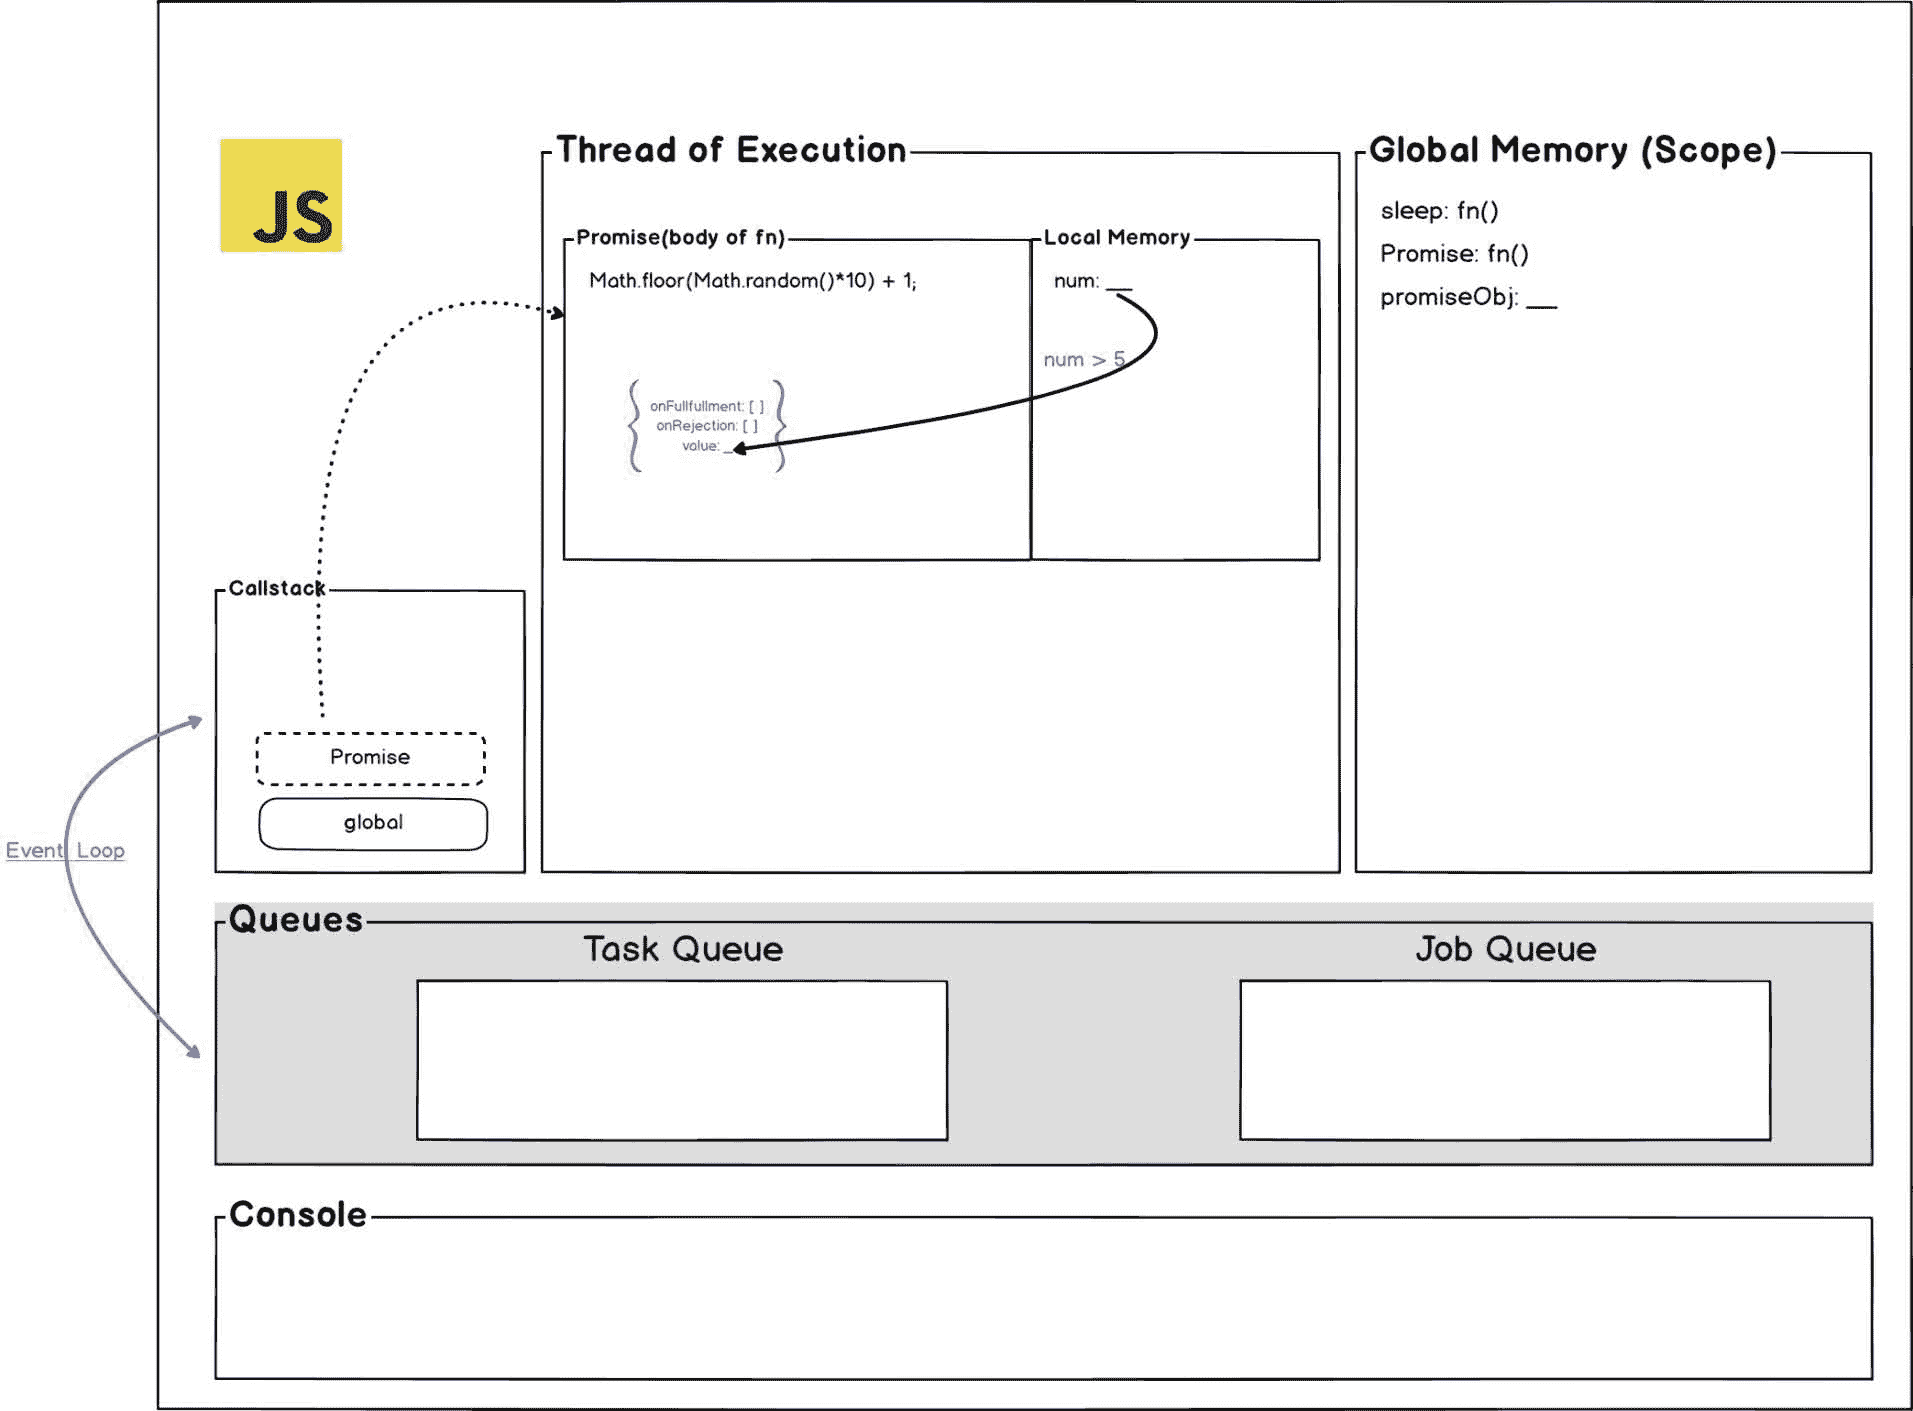 JS
Thread of Execution
Promise(body of fn)
Math.floor(Math.random()*10) + 1;
{ onFullfullment: [ ]
onRejection: [ ]
value: _ }
Local Memory
num: __
num > 5
Global Memory (Scope)
sleep: fn()
Promise: fn()
promiseObj: __
Callstack
Promise
global
Event Loop
Queues
Task Queue
Job Queue
Console